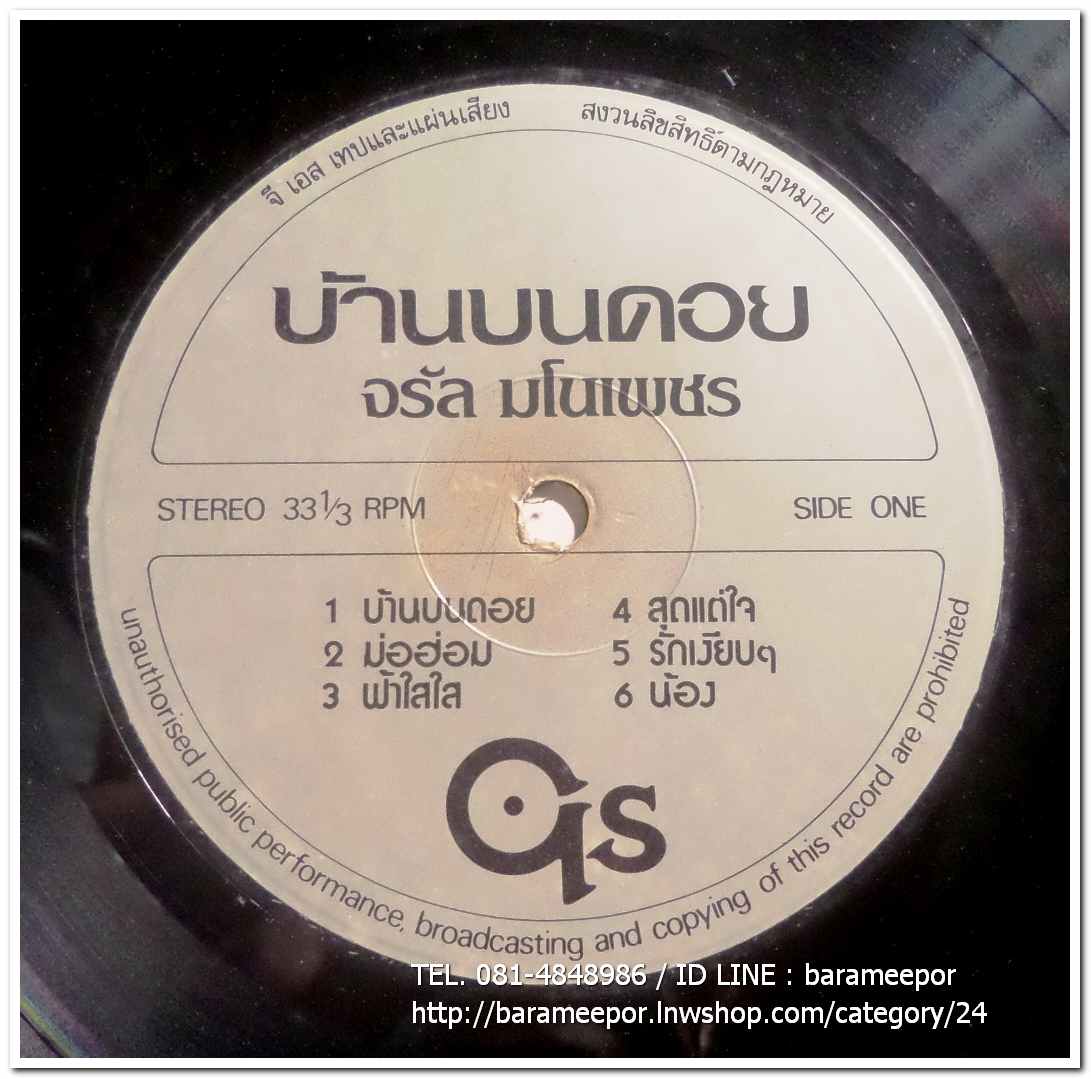 จี เอส เทปและแผ่นเสียง
สงวนลิขสิทธิ์ตามกฎหมาย
บ้านบนดอย
จรัล มโนเพชร
STEREO 33 1/3 RPM
SIDE ONE
1 บ้านบนดอย
2 ม่อฮ่อม
3 ฟ้าใสใส
4 สุดแต่ใจ
5 รักเงียบๆ
6 น้อง
GS
unauthorised public performance, broadcasting and copying of this record are prohibited
TEL. 081-4848986 / ID LINE : barameepor
http://barameepor.lnwshop.com/category/24